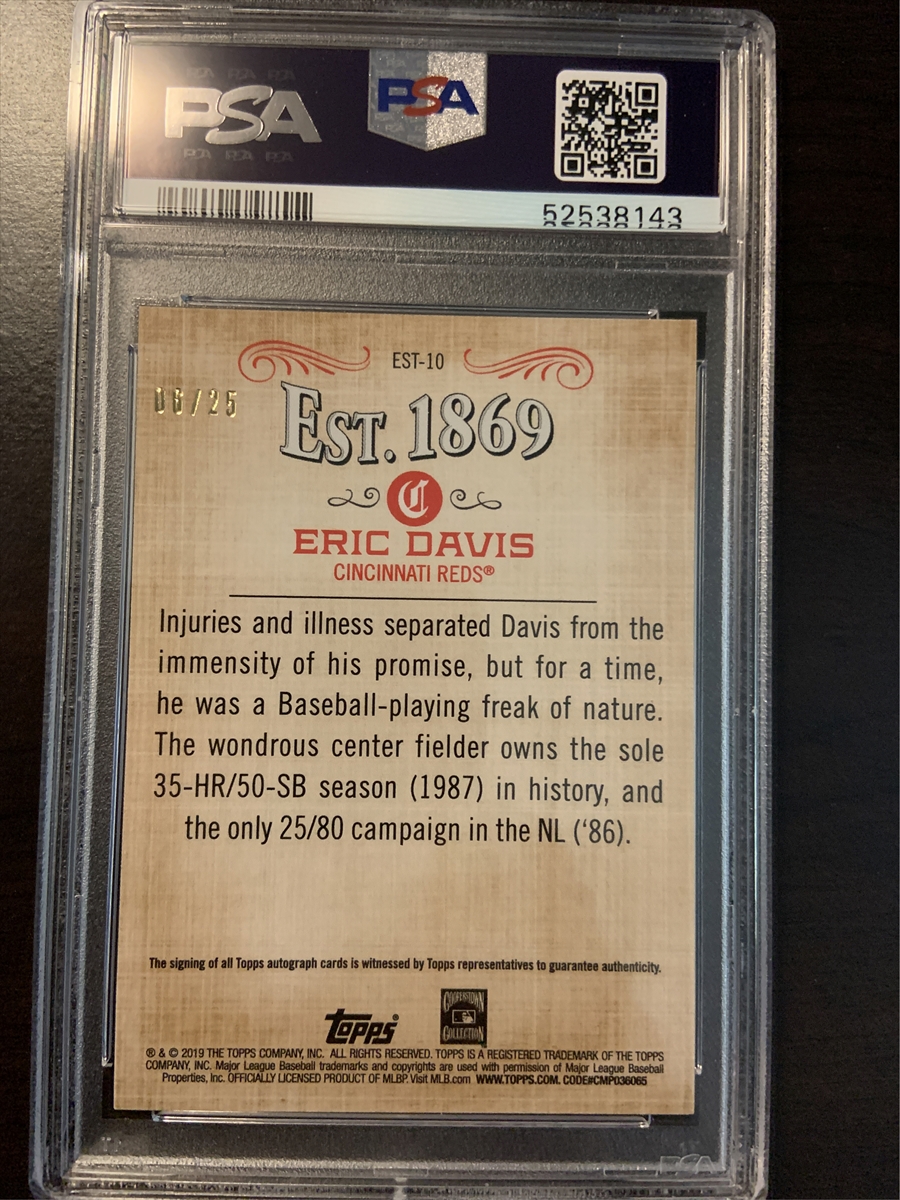 PSA
PSA
52538143
EST-10
06/25
EST. 1869
C
ERIC DAVIS
CINCINNATI REDS®
Injuries and illness separated Davis from the
immensity of his promise, but for a time,
he was a Baseball-playing freak of nature.
The wondrous center fielder owns the sole
35-HR/50-SB season (1987) in history, and
the only 25/80 campaign in the NL (‘86).
The signing of all Topps autograph cards is witnessed by Topps representatives to guarantee authenticity.
topps®
COOPERSTOWN
COLLECTION
® & © 2019 THE TOPPS COMPANY, INC. ALL RIGHTS RESERVED. TOPPS IS A REGISTERED TRADEMARK OF THE TOPPS
COMPANY, INC. Major League Baseball trademarks and copyrights are used with permission of Major League Baseball
Properties, Inc. OFFICIALLY LICENSED PRODUCT OF MLBP. Visit MLB.com WWW.TOPPS.COM. CODE#CMP036065
PSA